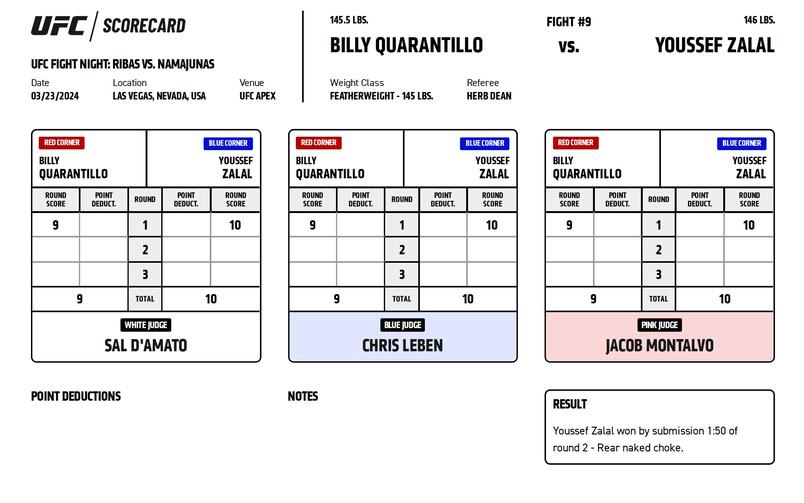 UFC SCORECARD
UFC FIGHT NIGHT: RIBAS VS. NAMAJUNAS
Date Location Venue
03/23/2024 LAS VEGAS, NEVADA, USA UFC APEX
145.5 LBS. FIGHT #9 146 LBS.
BILLY QUARANTILLO VS. YOUSSEF ZALAL
Weight Class Referee
FEATHERWEIGHT - 145 LBS. HERB DEAN
RED CORNER BLUE CORNER
BILLY YOUSSEF
QUARANTILLO ZALAL
ROUND SCORE POINT DEDUCT. ROUND POINT DEDUCT. ROUND SCORE
9 1 10
2
3
9 TOTAL 10
WHITE JUDGE
SAL D'AMATO
RED CORNER BLUE CORNER
BILLY YOUSSEF
QUARANTILLO ZALAL
ROUND SCORE POINT DEDUCT. ROUND POINT DEDUCT. ROUND SCORE
9 1 10
2
3
9 TOTAL 10
BLUE JUDGE
CHRIS LEBEN
RED CORNER BLUE CORNER
BILLY YOUSSEF
QUARANTILLO ZALAL
ROUND SCORE POINT DEDUCT. ROUND POINT DEDUCT. ROUND SCORE
9 1 10
2
3
9 TOTAL 10
PINK JUDGE
JACOB MONTALVO
POINT DEDUCTIONS
NOTES
RESULT
Youssef Zalal won by submission 1:50 of
round 2 - Rear naked choke.